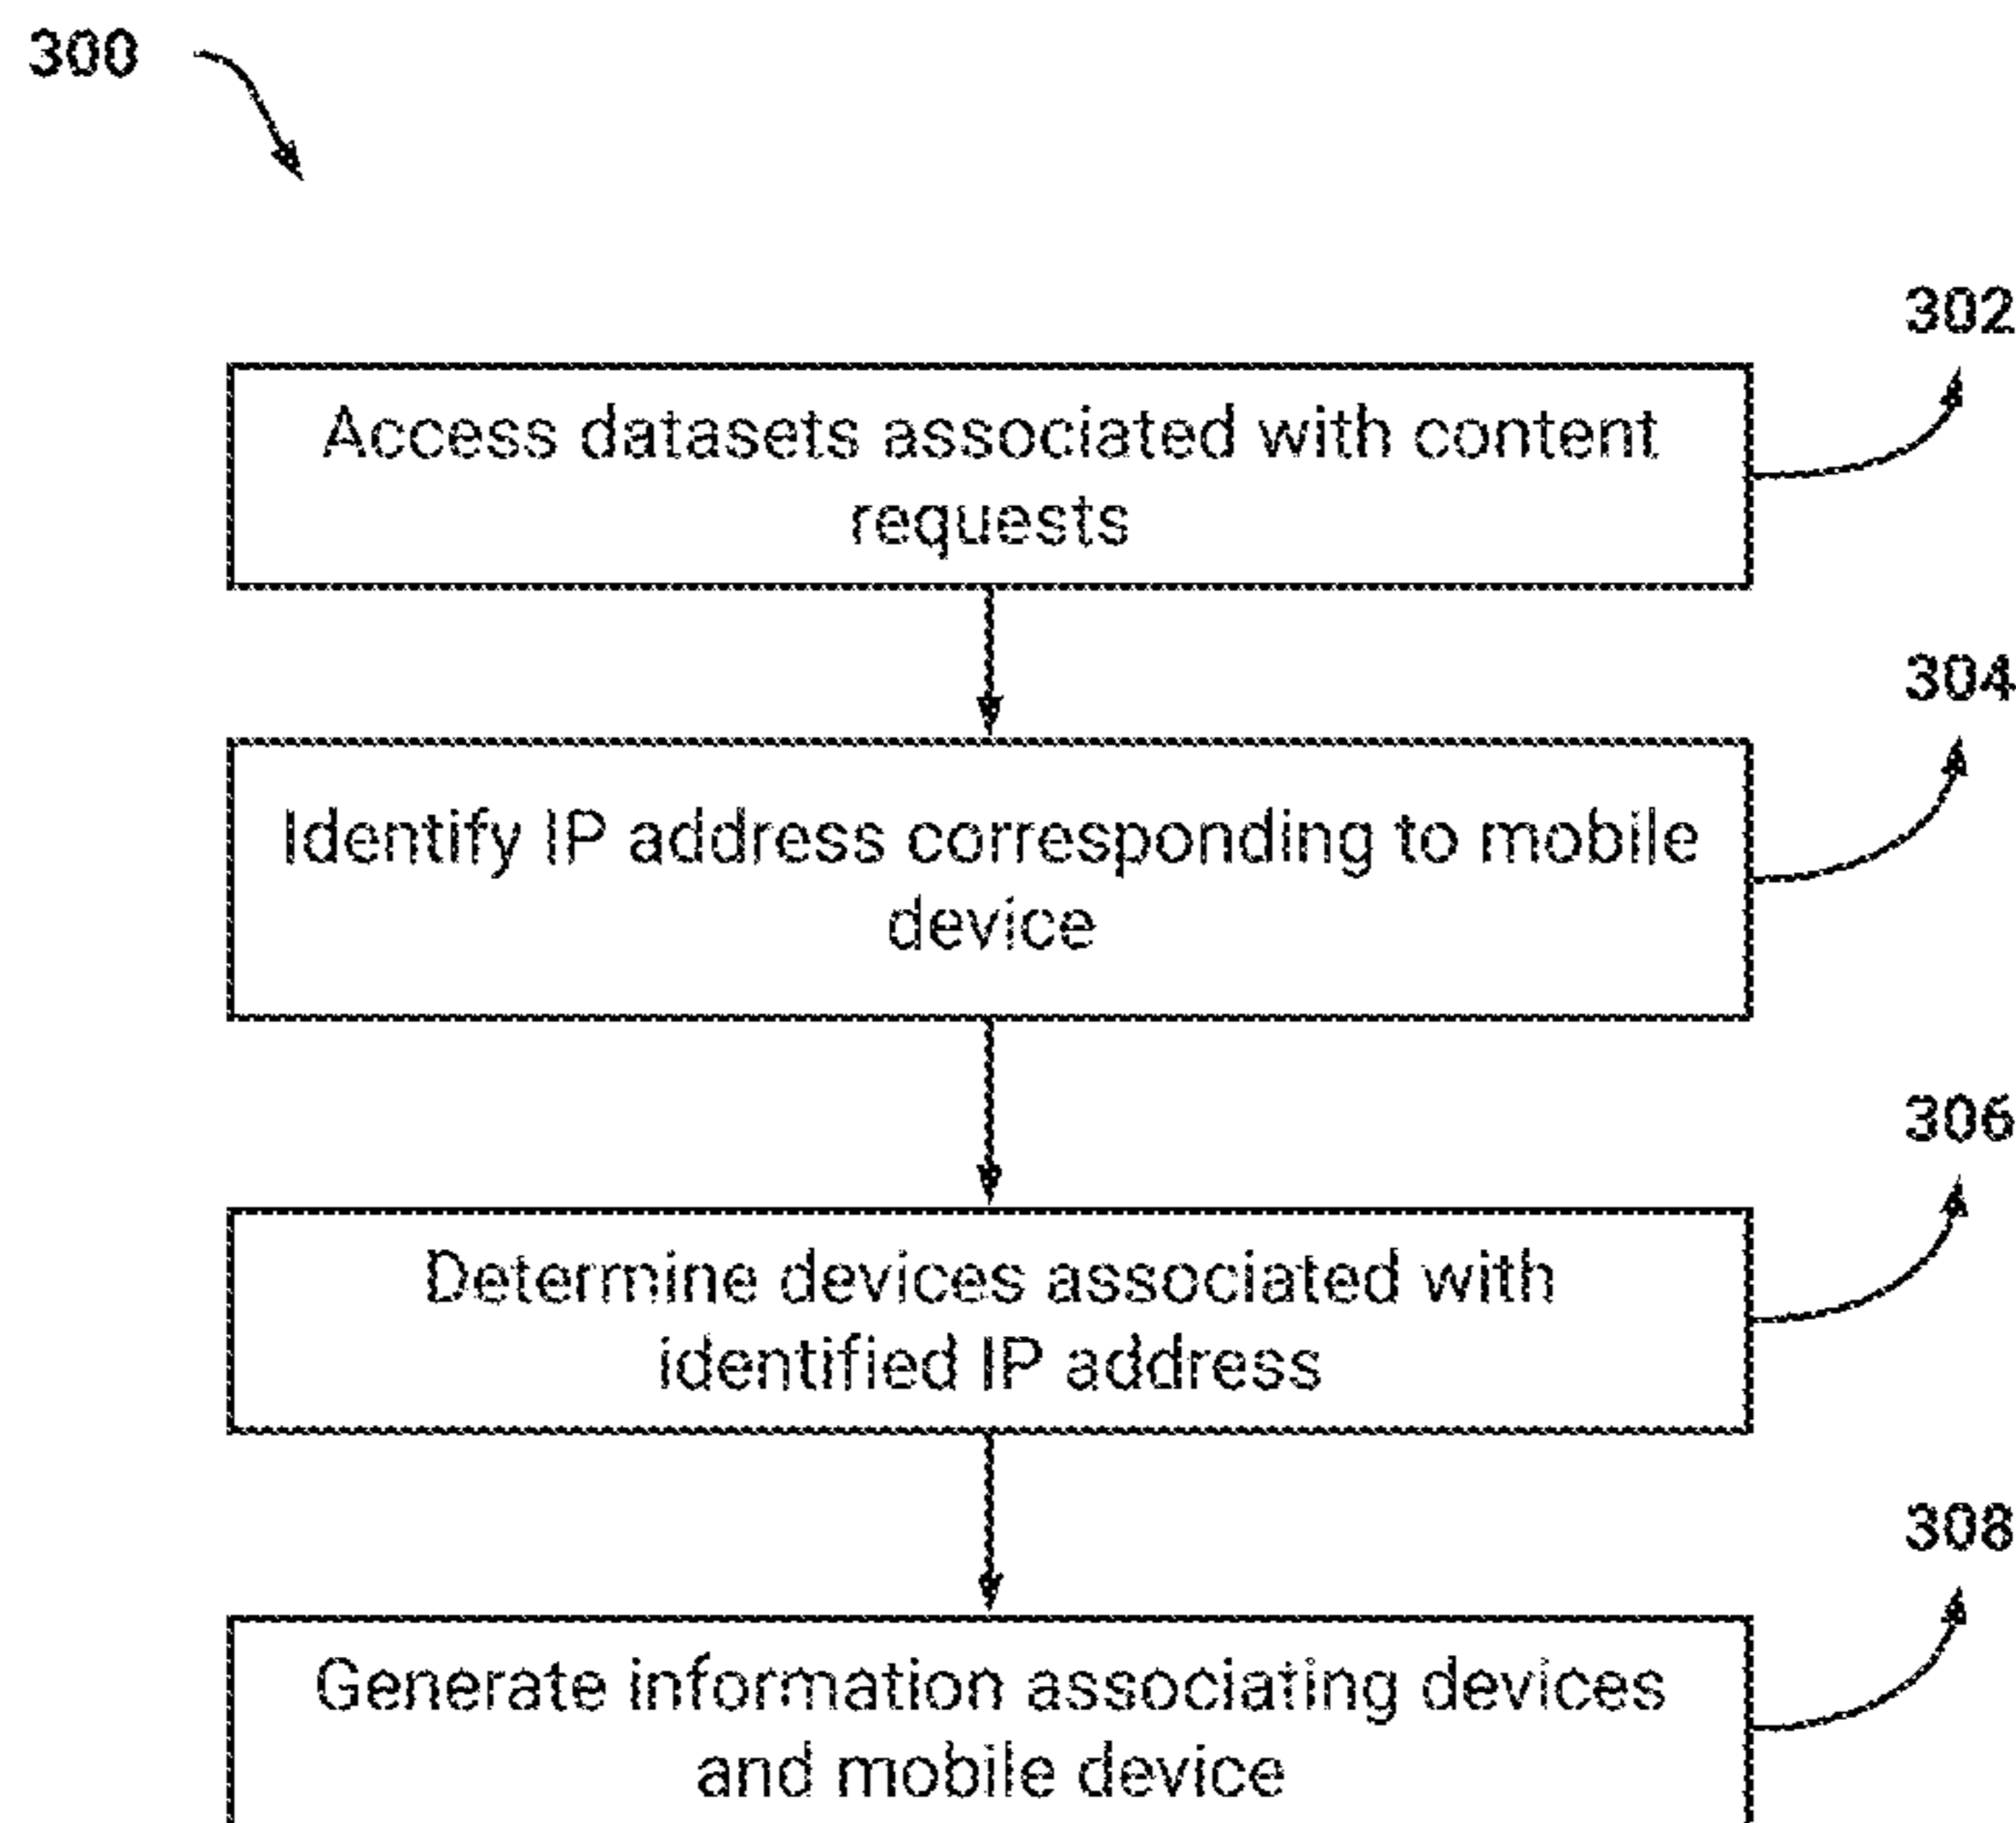 300
302
Access datasets associated with content
requests
304
Identify IP address corresponding to mobile
device
306
Determine devices associated with
identified IP address
308
Generate information associating devices
and mobile device